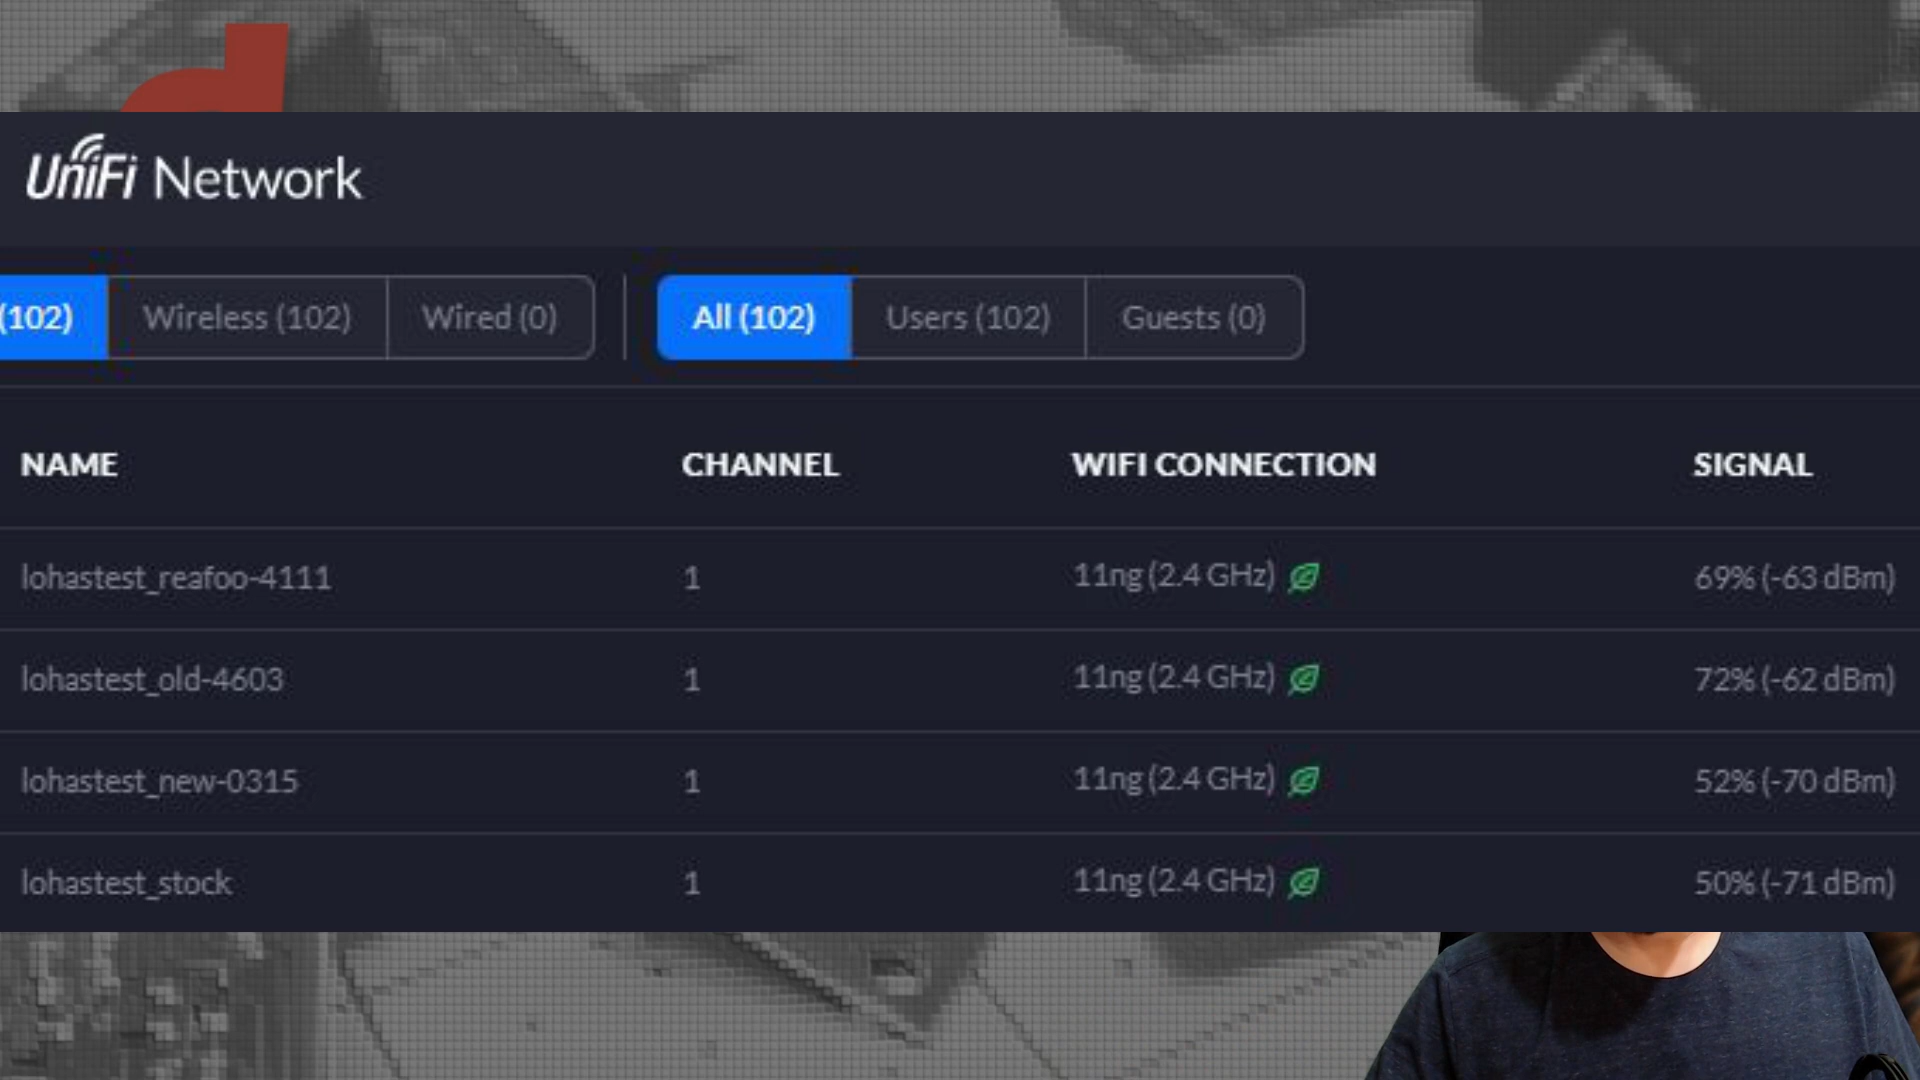 UniFi Network
(102) Wireless (102) Wired (0) All (102) Users (102) Guests (0)
NAME CHANNEL WIFI CONNECTION SIGNAL
lohastest_reafoo-4111 1 11ng (2.4 GHz) 69% (-63 dBm)
lohastest_old-4603 1 11ng (2.4 GHz) 72% (-62 dBm)
lohastest_new-0315 1 11ng (2.4 GHz) 52% (-70 dBm)
lohastest_stock 1 11ng (2.4 GHz) 50% (-71 dBm)